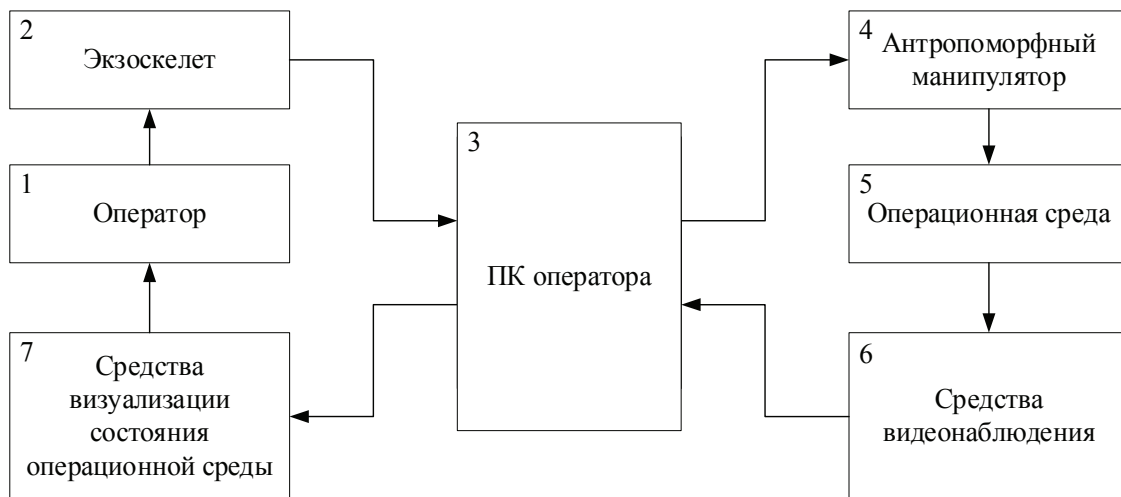 2
Экзоскелет
1
Оператор
7
Средства
визуализации
состояния
операционной среды
3
ПК оператора
4
Антропоморфный
манипулятор
5
Операционная среда
6
Средства
видеонаблюдения